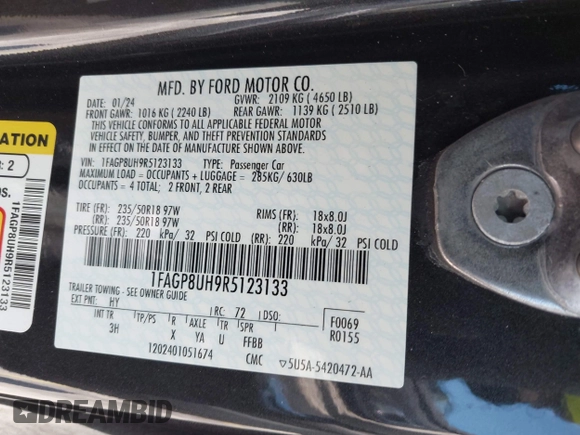 MFD. BY FORD MOTOR CO.
DATE: 01/24 GVWR: 2109 KG ( 4650 LB)
FRONT GAWR: 1016 KG ( 2240 LB) REAR GAWR: 1139 KG ( 2510 LB)
THIS VEHICLE CONFORMS TO ALL APPLICABLE FEDERAL MOTOR
VEHICLE SAFETY, BUMPER, AND THEFT PREVENTION STANDARDS
IN EFFECT ON THE DATE OF MANUFACTURE SHOWN ABOVE.
VIN: 1FAGP8UH9R5123133 TYPE: Passenger Car
MAXIMUM LOAD = OCCUPANTS + LUGGAGE = 285KG/ 630LB
OCCUPANTS = 4 TOTAL; 2 FRONT, 2 REAR
TIRE (FR): 235/50R18 97W RIMS (FR): 18x8.0J
(RR): 235/50R18 97W (RR): 18x8.0J
PRESSURE (FR): 220 kPa/ 32 PSI COLD (RR): 220 kPa/ 32 PSI COLD
1FAGP8UH9R5123133
TRAILER TOWING - SEE OWNER GUIDE
EXT PNT: HY RC: 72 DSO: F0069
INT TR TP/PS R AXLE TR SPR R0155
3H X YA U FFBB
1202401051674 CMC ▽5U5A-5420472-AA
: 2
1FAGP8UH9R5123133
DREAMBID